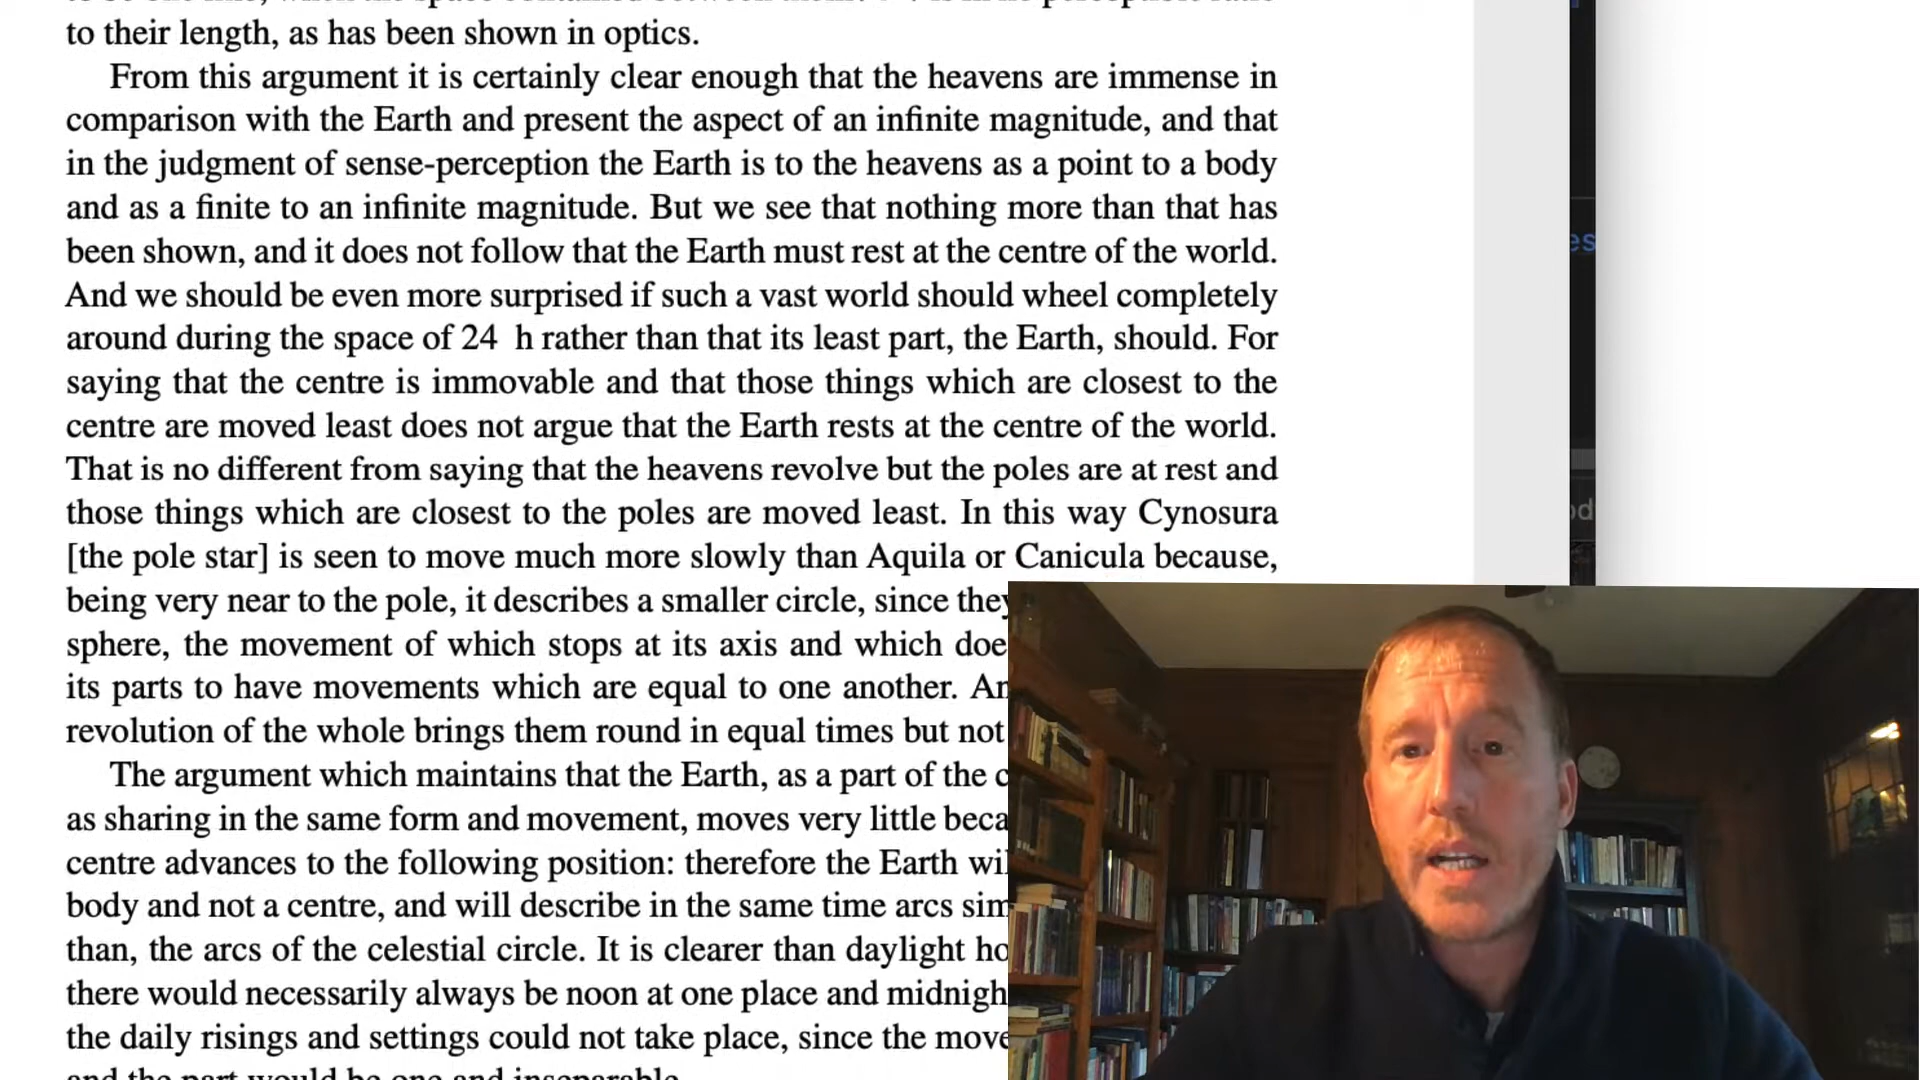 to their length, as has been shown in optics.
From this argument it is certainly clear enough that the heavens are immense in
comparison with the Earth and present the aspect of an infinite magnitude, and that
in the judgment of sense-perception the Earth is to the heavens as a point to a body
and as a finite to an infinite magnitude. But we see that nothing more than that has
been shown, and it does not follow that the Earth must rest at the centre of the world.
And we should be even more surprised if such a vast world should wheel completely
around during the space of 24 h rather than that its least part, the Earth, should. For
saying that the centre is immovable and that those things which are closest to the
centre are moved least does not argue that the Earth rests at the centre of the world.
That is no different from saying that the heavens revolve but the poles are at rest and
those things which are closest to the poles are moved least. In this way Cynosura
[the pole star] is seen to move much more slowly than Aquila or Canicula because,
being very near to the pole, it describes a smaller circle, since they
sphere, the movement of which stops at its axis and which doe
its parts to have movements which are equal to one another. An
revolution of the whole brings them round in equal times but not
The argument which maintains that the Earth, as a part of the c
as sharing in the same form and movement, moves very little beca
centre advances to the following position: therefore the Earth wil
body and not a centre, and will describe in the same time arcs sim
than, the arcs of the celestial circle. It is clearer than daylight ho
there would necessarily always be noon at one place and midnigh
the daily risings and settings could not take place, since the move
and the part would be one and inseparable.
es
od